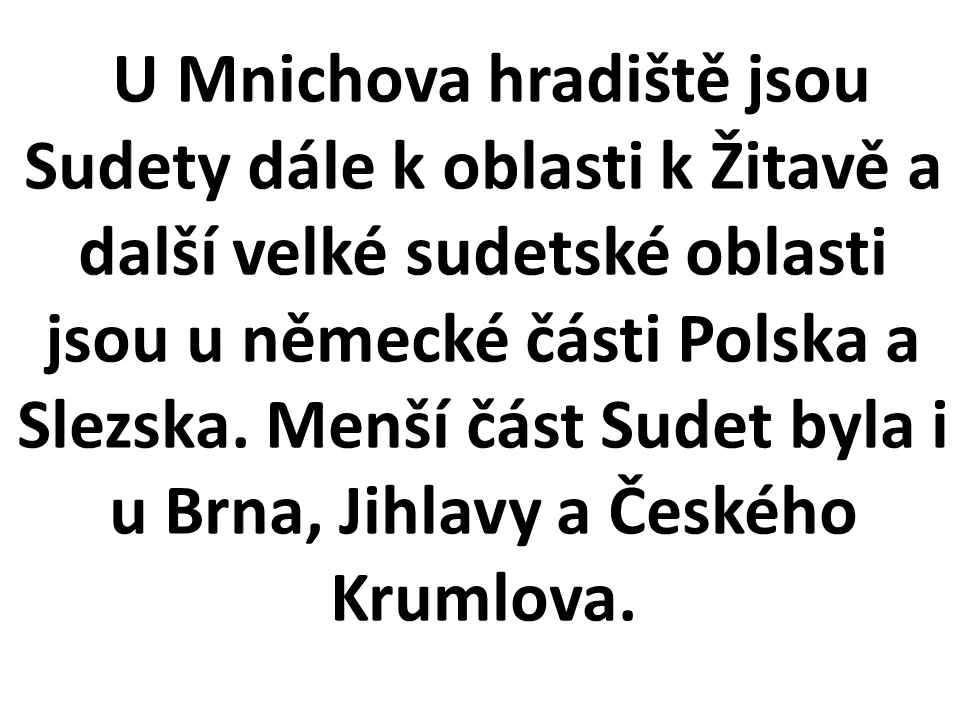 U Mnichova hradiště jsou
Sudety dále k oblasti k Žitavě a
další velké sudetské oblasti
jsou u německé části Polska a
Slezska. Menší část Sudet byla i
u Brna, Jihlavy a Českého
Krumlova.